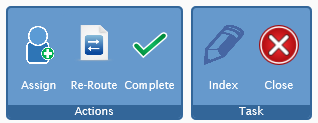 Assign Re-Route Complete Index Close
Actions Task